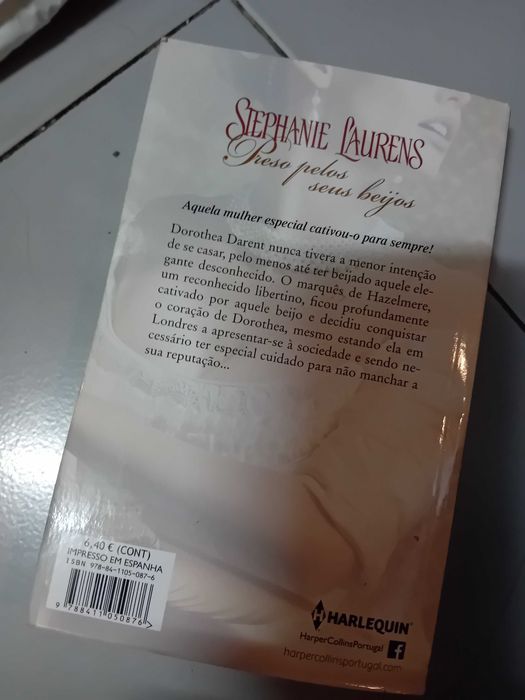 STEPHANIE LAURENS
Preso pelos
seus beijos
Aquela mulher especial cativou-o para sempre!
Dorothea Darent nunca tivera a menor intenção
de se casar, pelo menos até ter beijado aquele ele-
gante desconhecido. O marquês de Hazelmere,
um reconhecido libertino, ficou profundamente
cativado por aquele beijo e decidiu conquistar
o coração de Dorothea, mesmo estando ela em
Londres a apresentar-se à sociedade e sendo ne-
cessário ter especial cuidado para não manchar a
sua reputação...
6,40 € (CONT)
IMPRESSO EM ESPANHA
ISBN 978-84-1105-087-6
9 788411 050876 >
HARLEQUIN®
HarperCollinsPortugal
harpercollinsportugal.com